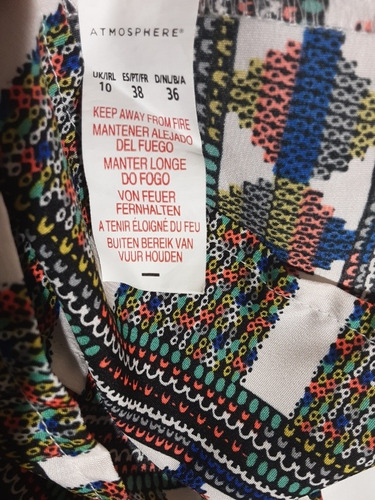 ATMOSPHERE®
UK/IRL ES/PT/FR D/NL/B/A
10 38 36
KEEP AWAY FROM FIRE
MANTENER ALEJADO
DEL FUEGO
MANTER LONGE
DO FOGO
VON FEUER
FERNHALTEN
A TENIR ÉLOIGNÉ DU FEU
BUITEN BEREIK VAN
VUUR HOUDEN